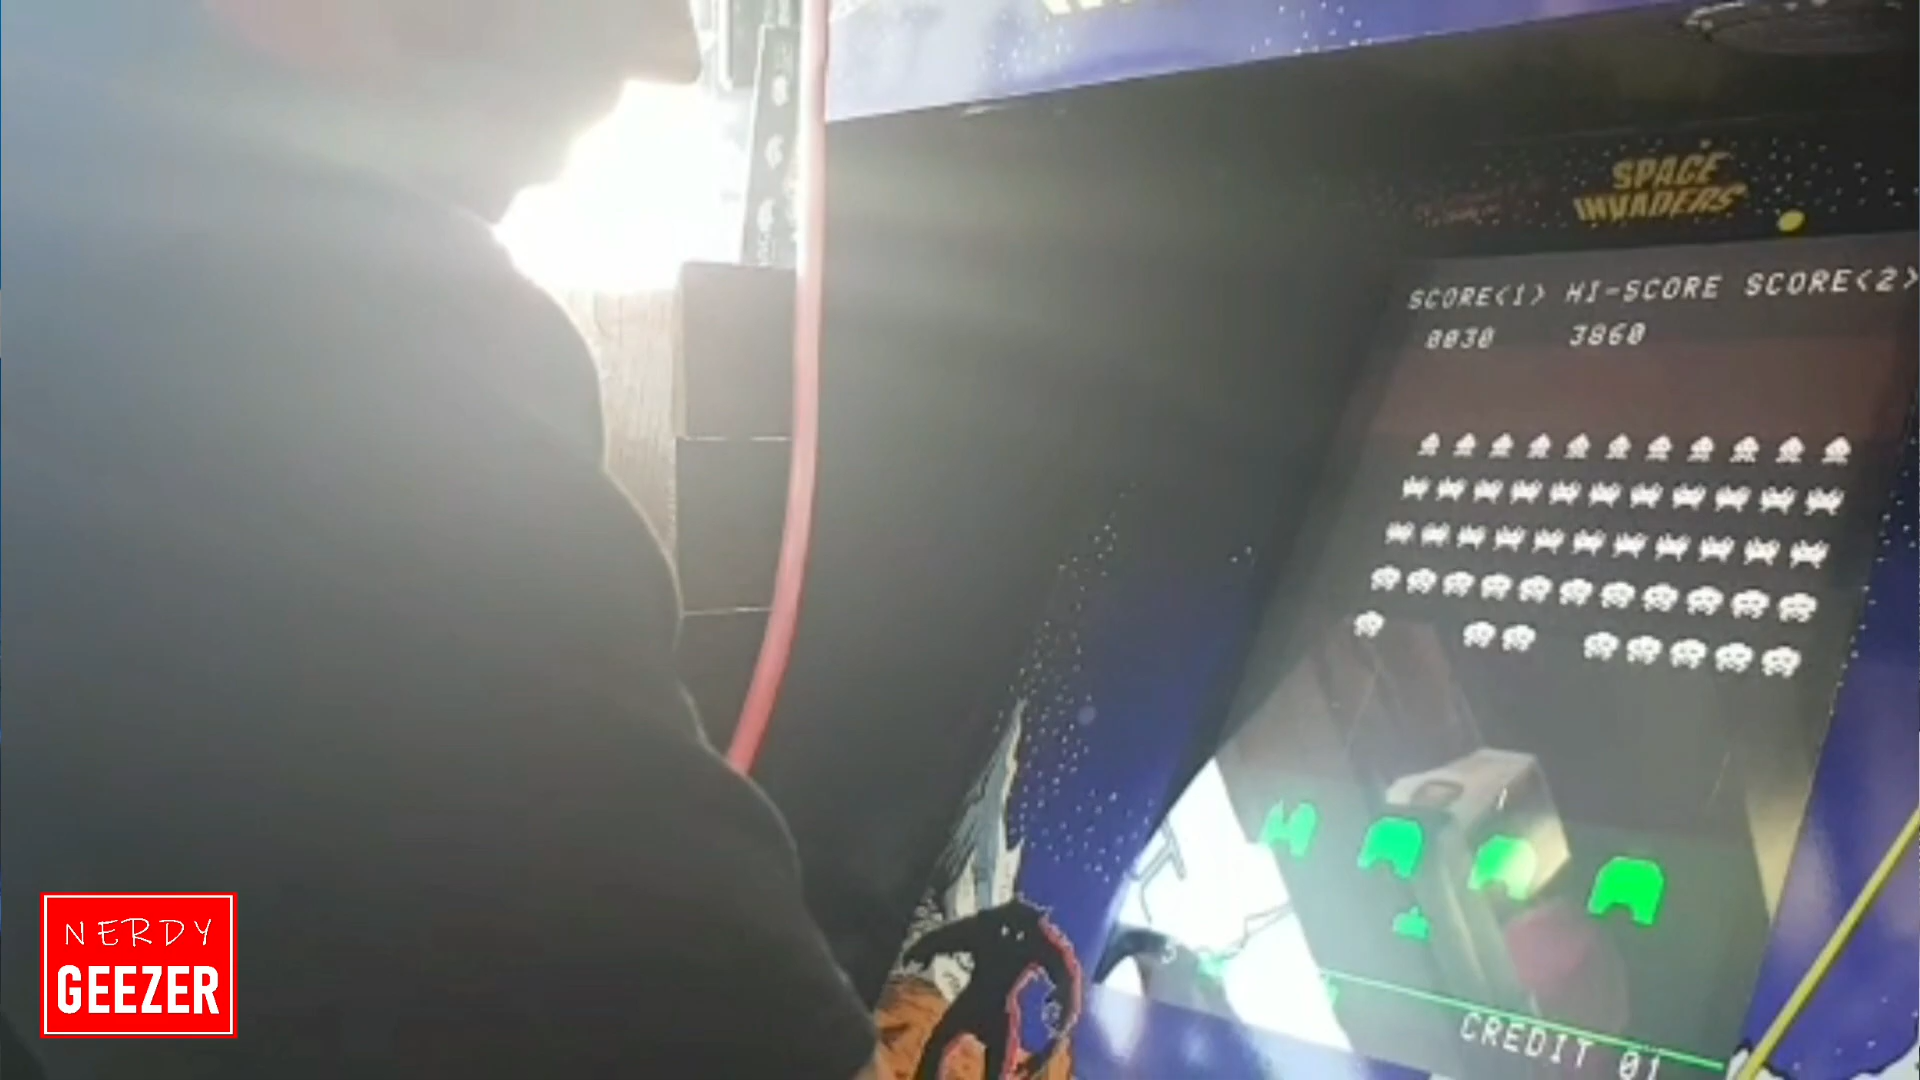 SPACE
INVADERS
SCORE<1> HI-SCORE SCORE<2>
0030 3860
CREDIT 01
NERDY
GEEZER